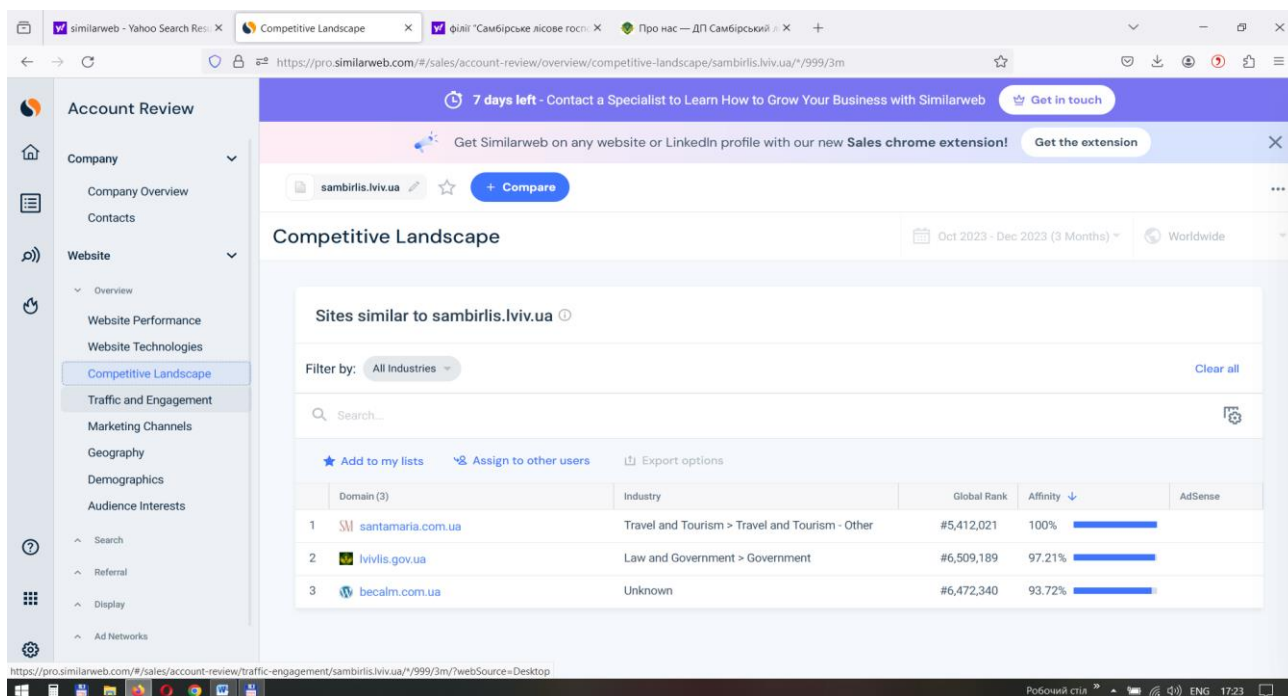 similarweb - Yahoo Search Resu
Competitive Landscape
філії "Самбірське лісове госпо
Про нас — ДП Самбірський л
https://pro.similarweb.com/#/sales/account-review/overview/competitive-landscape/sambirlis.lviv.ua/*/999/3m
Account Review
7 days left - Contact a Specialist to Learn How to Grow Your Business with Similarweb
Get in touch
Get Similarweb on any website or LinkedIn profile with our new Sales chrome extension!
Get the extension
Company
Company Overview
Contacts
Website
Overview
Website Performance
Website Technologies
Competitive Landscape
Traffic and Engagement
Marketing Channels
Geography
Demographics
Audience Interests
Search
Referral
Display
Ad Networks
sambirlis.lviv.ua
+ Compare
Competitive Landscape
Oct 2023 - Dec 2023 (3 Months)
Worldwide
Sites similar to sambirlis.lviv.ua
Filter by: All Industries
Clear all
Search...
Add to my lists
Assign to other users
Export options
Domain (3) Industry Global Rank Affinity AdSense
1 santamaria.com.ua Travel and Tourism > Travel and Tourism - Other #5,412,021 100%
2 lvivlis.gov.ua Law and Government > Government #6,509,189 97.21%
3 becalm.com.ua Unknown #6,472,340 93.72%
https://pro.similarweb.com/#/sales/account-review/traffic-engagement/sambirlis.lviv.ua/*/999/3m/?webSource=Desktop
Робочий стіл
ENG 17:23